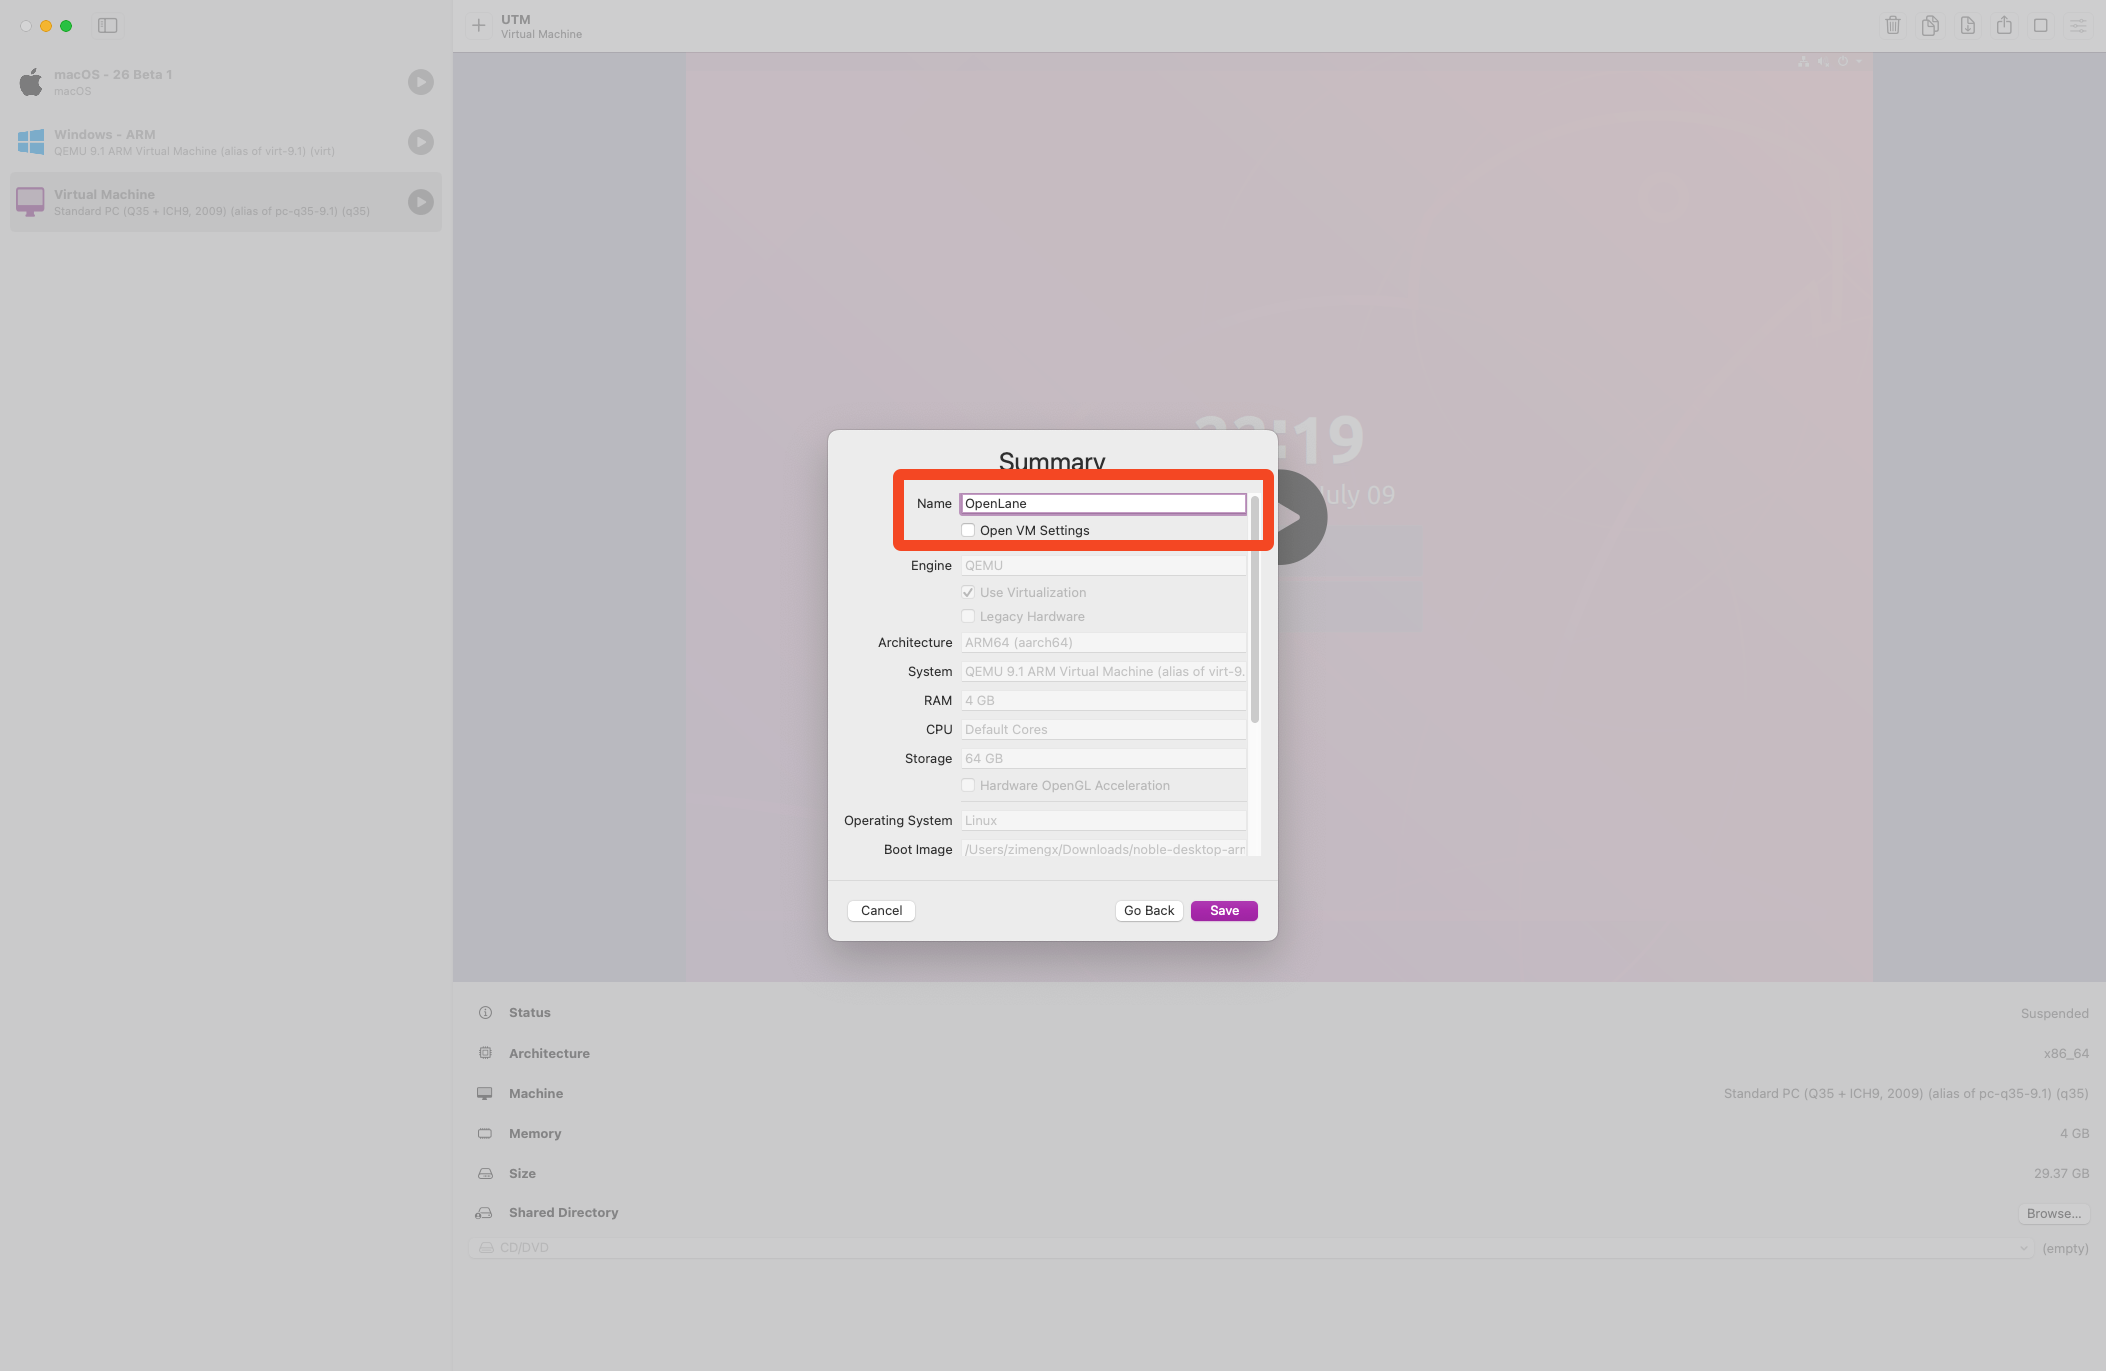 UTM
Virtual Machine
macOS - 26 Beta 1
macOS
Windows - ARM
QEMU 9.1 ARM Virtual Machine (alias of virt-9.1) (virt)
Virtual Machine
Standard PC (Q35 + ICH9, 2009) (alias of pc-q35-9.1) (q35)
:19
July 09
Summary
Name OpenLane
Open VM Settings
Engine QEMU
Use Virtualization
Legacy Hardware
Architecture ARM64 (aarch64)
System QEMU 9.1 ARM Virtual Machine (alias of virt-9.
RAM 4 GB
CPU Default Cores
Storage 64 GB
Hardware OpenGL Acceleration
Operating System Linux
Boot Image /Users/zimengx/Downloads/noble-desktop-arm
Cancel Go Back Save
Status Suspended
Architecture x86_64
Machine Standard PC (Q35 + ICH9, 2009) (alias of pc-q35-9.1) (q35)
Memory 4 GB
Size 29.37 GB
Shared Directory Browse...
CD/DVD (empty)